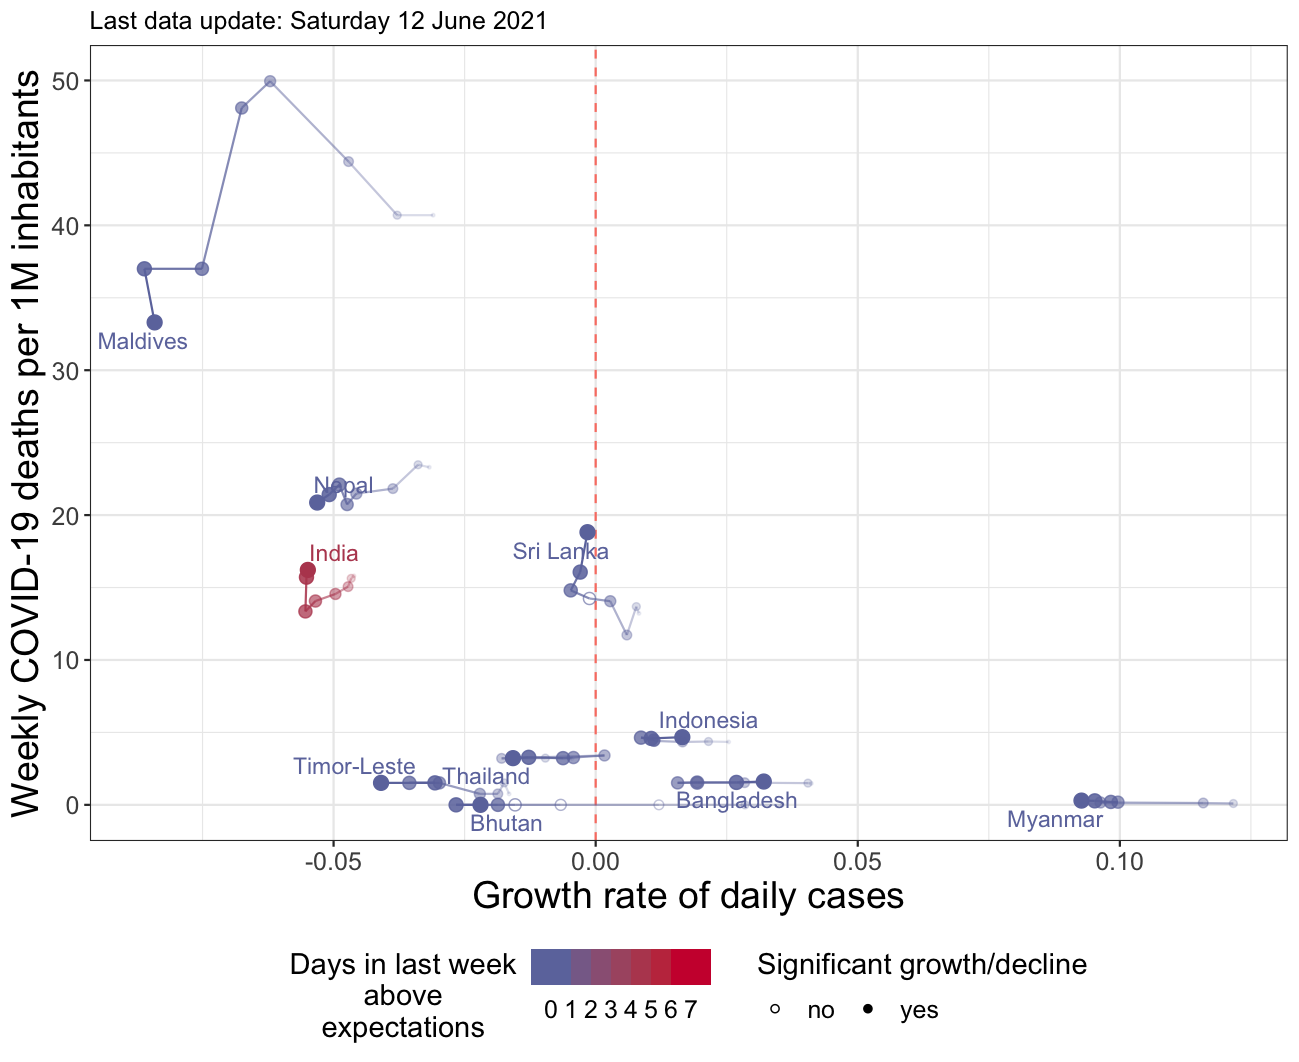 Last data update: Saturday 12 June 2021
Weekly COVID-19 deaths per 1M inhabitants
50
40
30
20
10
0
Maldives
Nepal
India
Sri Lanka
Indonesia
Timor-Leste
Thailand
Bangladesh
Bhutan
Myanmar
-0.05
0.00
0.05
0.10
Growth rate of daily cases
Days in last week
above
expectations
0 1 2 3 4 5 6 7
Significant growth/decline
no
yes